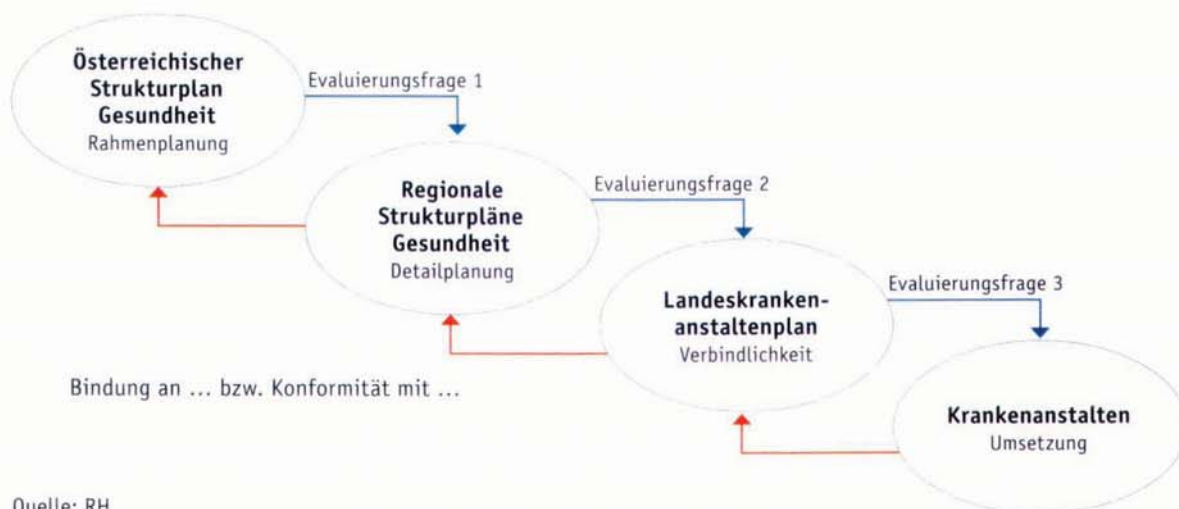 Österreichischer
Strukturplan
Gesundheit
Rahmenplanung
Evaluierungsfrage 1
Regionale
Strukturpläne
Gesundheit
Detailplanung
Evaluierungsfrage 2
Landeskranken-
anstaltenplan
Verbindlichkeit
Evaluierungsfrage 3
Krankenanstalten
Umsetzung
Bindung an ... bzw. Konformität mit ...
Quelle: RH